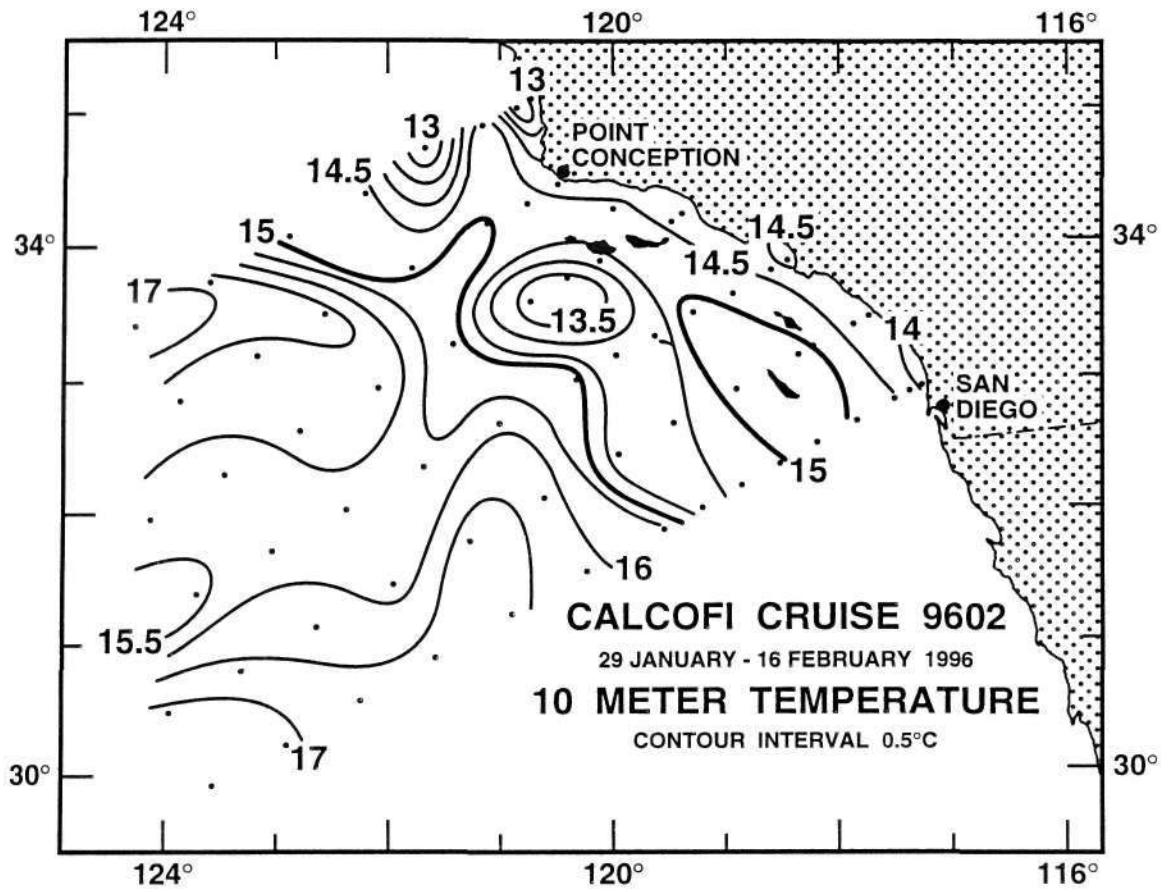 124° 120° 116°
13
13
POINT
CONCEPTION
14.5
15
14.5
34° 34°
14.5
17
13.5
14
SAN
DIEGO
15
16
CALCOFI CRUISE 9602
15.5
29 JANUARY - 16 FEBRUARY 1996
10 METER TEMPERATURE
CONTOUR INTERVAL 0.5°C
17
30° 30°
124° 120° 116°